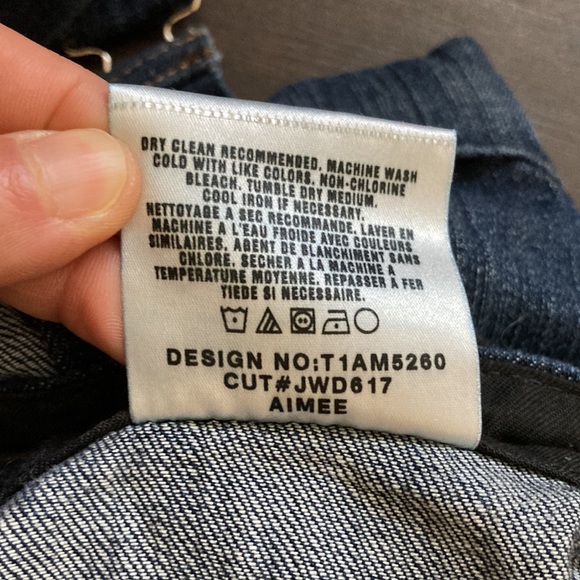 DRY CLEAN RECOMMENDED. MACHINE WASH
COLD WITH LIKE COLORS. NON-CHLORINE
BLEACH. TUMBLE DRY MEDIUM.
COOL IRON IF NECESSARY.
NETTOYAGE A SEC RECOMMANDE. LAYER EN
MACHINE A L'EAU FROIDE AVEC COULEURS
SIMILAIRES. AGENT DE BLANCHIMENT SANS
CHLORE. SECHER A LA MACHINE A
TEMPERATURE MOYENNE. REPASSER A FER
TIEDE SI NECESSAIRE.
DESIGN NO:T1AM5260
CUT#JWD617
AIMEE